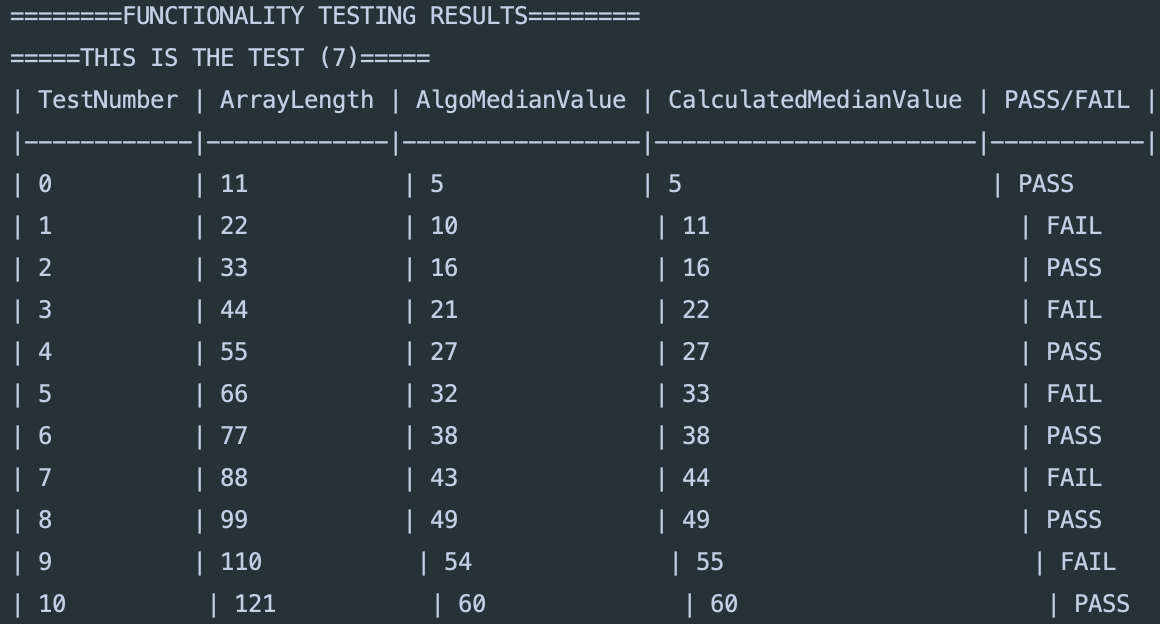 ========FUNCTIONALITY TESTING RESULTS========
=====THIS IS THE TEST (7)=====
| TestNumber | ArrayLength | AlgoMedianValue | CalculatedMedianValue | PASS/FAIL |
|------------|-------------|-----------------|-----------------------|-----------|
| 0          | 11           | 5              | 5                      | PASS
| 1          | 22           | 10              | 11                      | FAIL
| 2          | 33           | 16              | 16                      | PASS
| 3          | 44           | 21              | 22                      | FAIL
| 4          | 55           | 27              | 27                      | PASS
| 5          | 66           | 32              | 33                      | FAIL
| 6          | 77           | 38              | 38                      | PASS
| 7          | 88           | 43              | 44                      | FAIL
| 8          | 99           | 49              | 49                      | PASS
| 9          | 110           | 54              | 55                      | FAIL
| 10          | 121           | 60              | 60                      | PASS